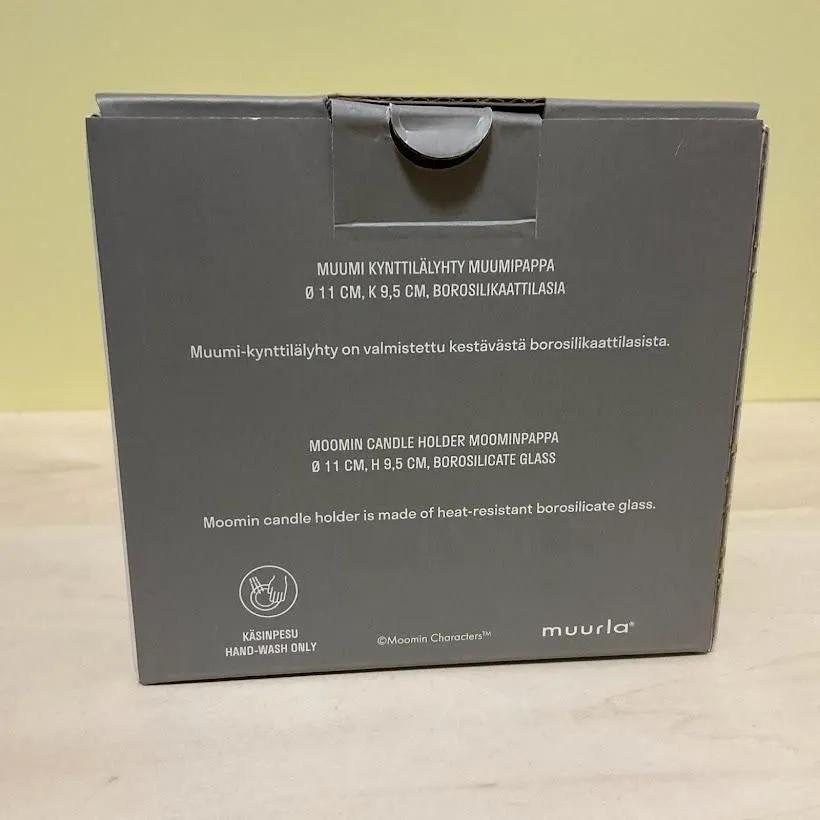 MUUMI KYNTTILÄLYHTY MUUMIPAPPA
Ø 11 CM, K 9,5 CM, BOROSILIKAATTILASIA
Muumi-kynttilälyhty on valmistettu kestävästä borosilikaattilasista.
MOOMIN CANDLE HOLDER MOOMINPAPPA
Ø 11 CM, H 9,5 CM, BOROSILICATE GLASS
Moomin candle holder is made of heat-resistant borosilicate glass.
KÄSINPESU
HAND-WASH ONLY
©Moomin Characters™
muurla®